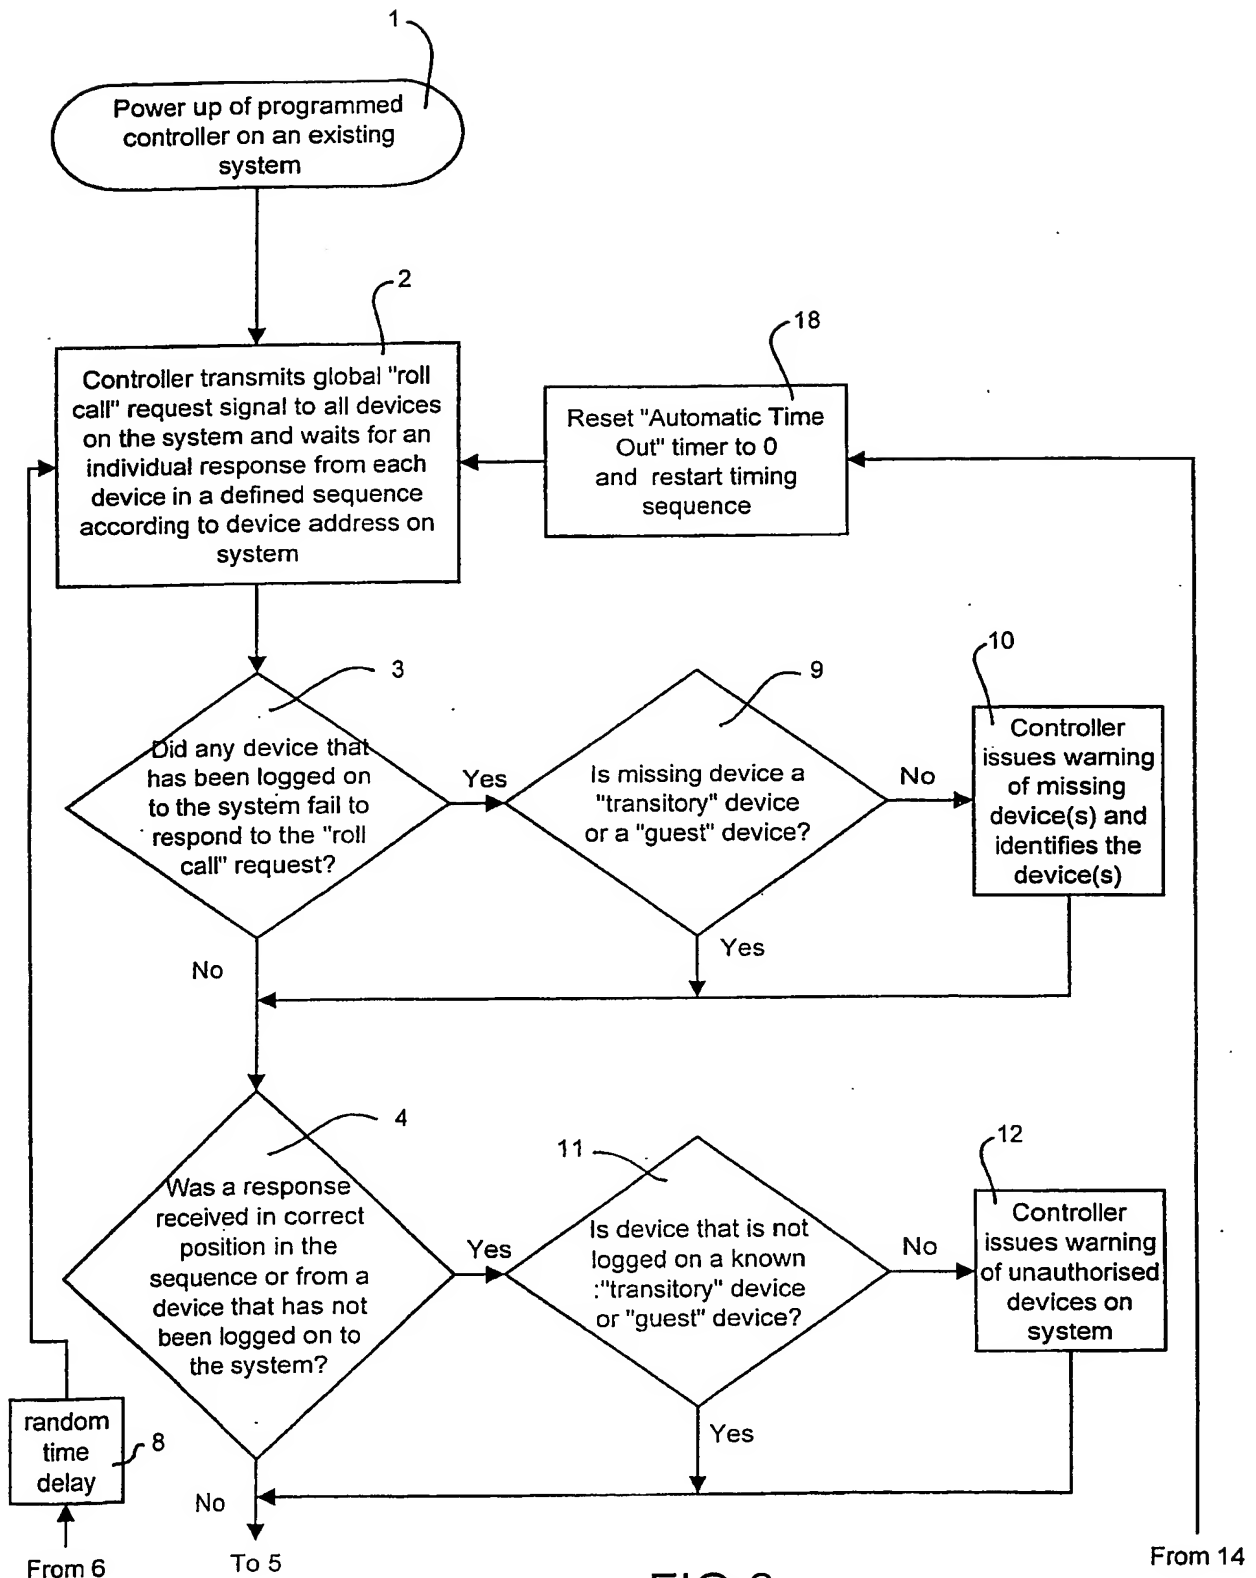 1
Power up of programmed
controller on an existing
system
2
Controller transmits global "roll
call" request signal to all devices
on the system and waits for an
individual response from each
device in a defined sequence
according to device address on
system
18
Reset "Automatic Time
Out" timer to 0
and restart timing
sequence
3
Did any device that
has been logged on
to the system fail to
respond to the "roll
call" request?
Yes
No
9
Is missing device a
"transitory" device
or a "guest" device?
No
Yes
10
Controller
issues warning
of missing
device(s) and
identifies the
device(s)
4
Was a response
received in correct
position in the
sequence or from a
device that has not
been logged on to
the system?
Yes
No
11
Is device that is not
logged on a known
:"transitory" device
or "guest" device?
No
Yes
12
Controller
issues warning
of unauthorised
devices on
system
random
time
delay
8
From 6
To 5
From 14